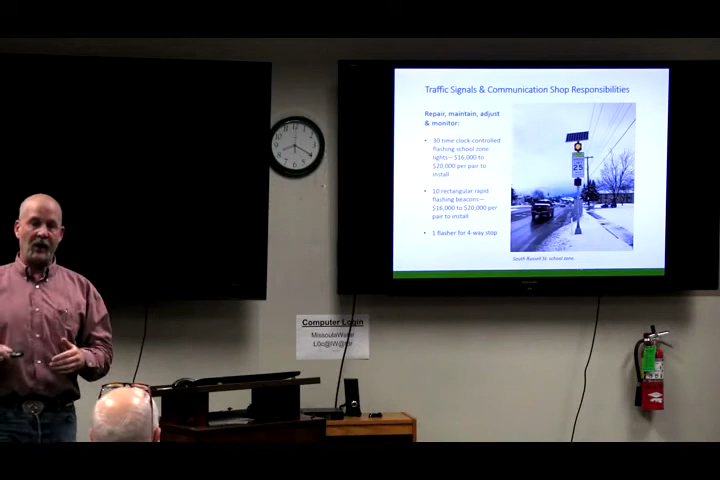 Traffic Signals & Communication Shop Responsibilities
Repair, maintain, adjust
& monitor:
• 30 time clock-controlled
flashing school zone
lights—$16,000 to
$20,000 per pair to
install
• 10 rectangular rapid
flashing beacons—
$16,000 to $20,000 per
pair to install
• 1 flasher for 4-way stop
25
South Russell St. school zone.
Computer Login